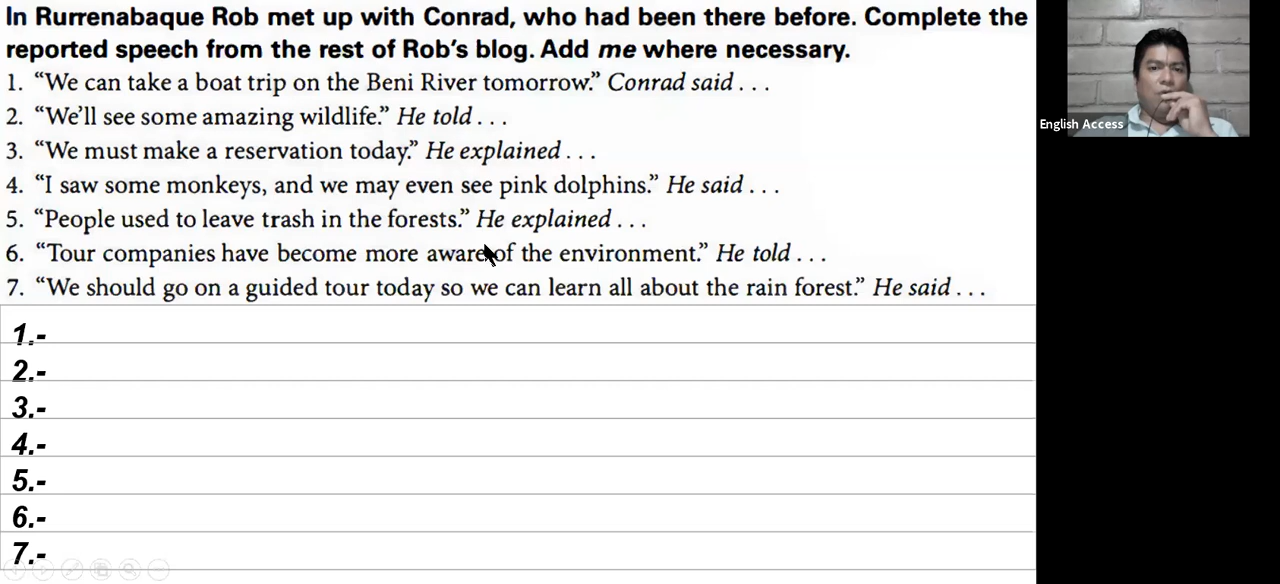 In Rurrenabaque Rob met up with Conrad, who had been there before. Complete the
reported speech from the rest of Rob's blog. Add me where necessary.
1. “We can take a boat trip on the Beni River tomorrow.” Conrad said . . .
2. “We'll see some amazing wildlife.” He told . . .
3. “We must make a reservation today.” He explained . . .
4. “I saw some monkeys, and we may even see pink dolphins.” He said . . .
5. “People used to leave trash in the forests.” He explained . . .
6. “Tour companies have become more aware of the environment.” He told . . .
7. “We should go on a guided tour today so we can learn all about the rain forest.” He said . . .
1.-
2.-
3.-
4.-
5.-
6.-
7.-
English Access